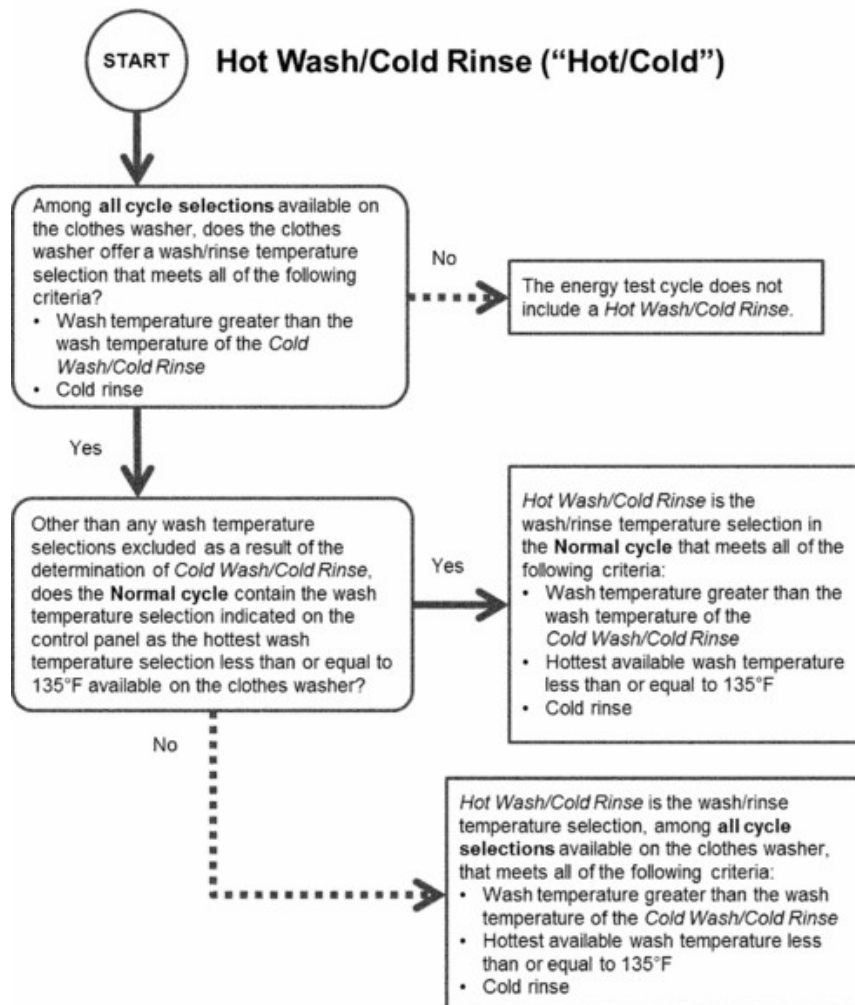 START
Hot Wash/Cold Rinse (“Hot/Cold”)
Among all cycle selections available on
the clothes washer, does the clothes
washer offer a wash/rinse temperature
selection that meets all of the following
criteria?
• Wash temperature greater than the
wash temperature of the Cold
Wash/Cold Rinse
• Cold rinse
No
The energy test cycle does not
include a Hot Wash/Cold Rinse.
Yes
Other than any wash temperature
selections excluded as a result of the
determination of Cold Wash/Cold Rinse,
does the Normal cycle contain the wash
temperature selection indicated on the
control panel as the hottest wash
temperature selection less than or equal to
135°F available on the clothes washer?
Yes
Hot Wash/Cold Rinse is the
wash/rinse temperature selection in
the Normal cycle that meets all of the
following criteria:
• Wash temperature greater than the
wash temperature of the
Cold Wash/Cold Rinse
• Hottest available wash temperature
less than or equal to 135°F
• Cold rinse
No
Hot Wash/Cold Rinse is the wash/rinse
temperature selection, among all cycle
selections available on the clothes washer,
that meets all of the following criteria:
• Wash temperature greater than the wash
temperature of the Cold Wash/Cold Rinse
• Hottest available wash temperature less
than or equal to 135°F
• Cold rinse